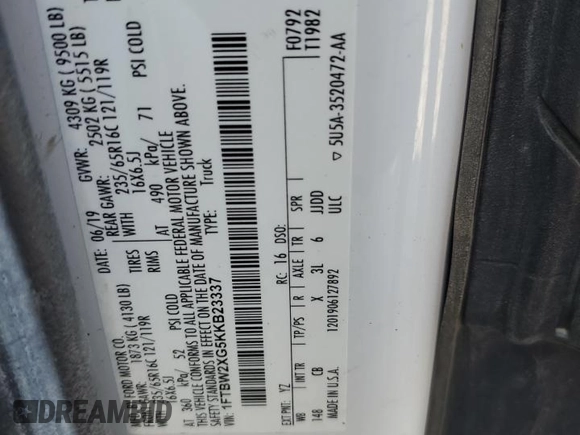 FORD MOTOR CO.
DATE: 06/19 GVWR: 4309 KG ( 9500 LB)
1873 KG (4130 LB) REAR GAWR: 2502 KG ( 5515 LB)
235/65R16C 121/119R TIRES WITH 235/65R16C 121/119R
16X6.5J RIMS 16X6.5J
AT 360 kPa/ 52 PSI COLD AT 490 kPa/ 71 PSI COLD
THIS VEHICLE CONFORMS TO ALL APPLICABLE FEDERAL MOTOR VEHICLE
SAFETY STANDARDS IN EFFECT ON THE DATE OF MANUFACTURE SHOWN ABOVE.
VIN: 1FTBW2XG5KKB23337 TYPE: Truck
F0792
T1982
EXT PNT: YZ RC: 16 DSO:
WB INT TR TP/PS R AXLE TR SPR
148 CB X 3L 6 JJDD
MADE IN U.S.A. 1201906127892 ULC
▽ 5U5A-3520472-AA
ERD
RIDE AND DRIVE